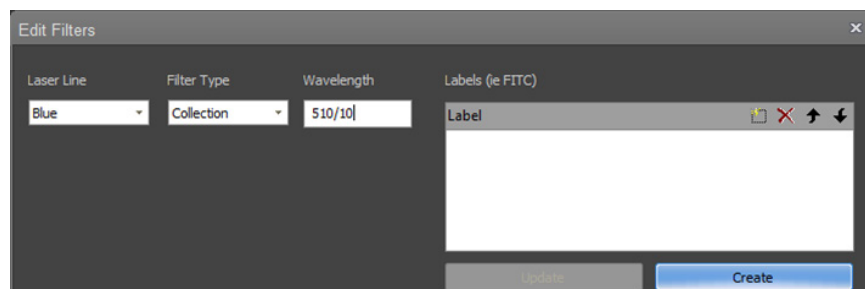 Edit Filters
Laser Line Filter Type Wavelength Labels (ie FITC)
Blue Collection 510/10 Label
Update Create